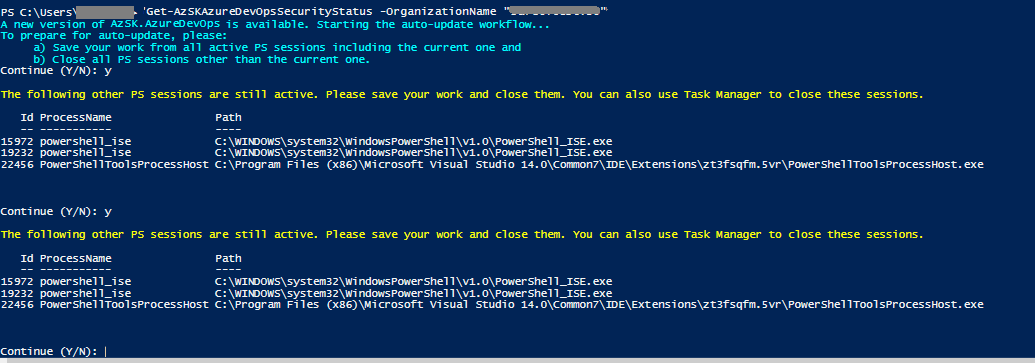 PS C:\Users\ 'Get-AzSKAzureDevOpsSecurityStatus -OrganizationName "
A new version of AzSK.AzureDevOps is available. Starting the auto-update workflow...
To prepare for auto-update, please:
a) Save your work from all active PS sessions including the current one and
b) Close all PS sessions other than the current one.
Continue (Y/N): y
The following other PS sessions are still active. Please save your work and close them. You can also use Task Manager to close these sessions.
Id ProcessName Path
-- ----------- ----
15972 powershell_ise C:\WINDOWS\system32\WindowsPowerShell\v1.0\PowerShell_ISE.exe
19232 powershell_ise C:\WINDOWS\system32\WindowsPowerShell\v1.0\PowerShell_ISE.exe
22456 PowerShellToolsProcessHost C:\Program Files (x86)\Microsoft Visual Studio 14.0\Common7\IDE\Extensions\zt3fsqfm.5vr\PowerShellToolsProcessHost.exe
Continue (Y/N): y
The following other PS sessions are still active. Please save your work and close them. You can also use Task Manager to close these sessions.
Id ProcessName Path
-- ----------- ----
15972 powershell_ise C:\WINDOWS\system32\WindowsPowerShell\v1.0\PowerShell_ISE.exe
19232 powershell_ise C:\WINDOWS\system32\WindowsPowerShell\v1.0\PowerShell_ISE.exe
22456 PowerShellToolsProcessHost C:\Program Files (x86)\Microsoft Visual Studio 14.0\Common7\IDE\Extensions\zt3fsqfm.5vr\PowerShellToolsProcessHost.exe
Continue (Y/N):